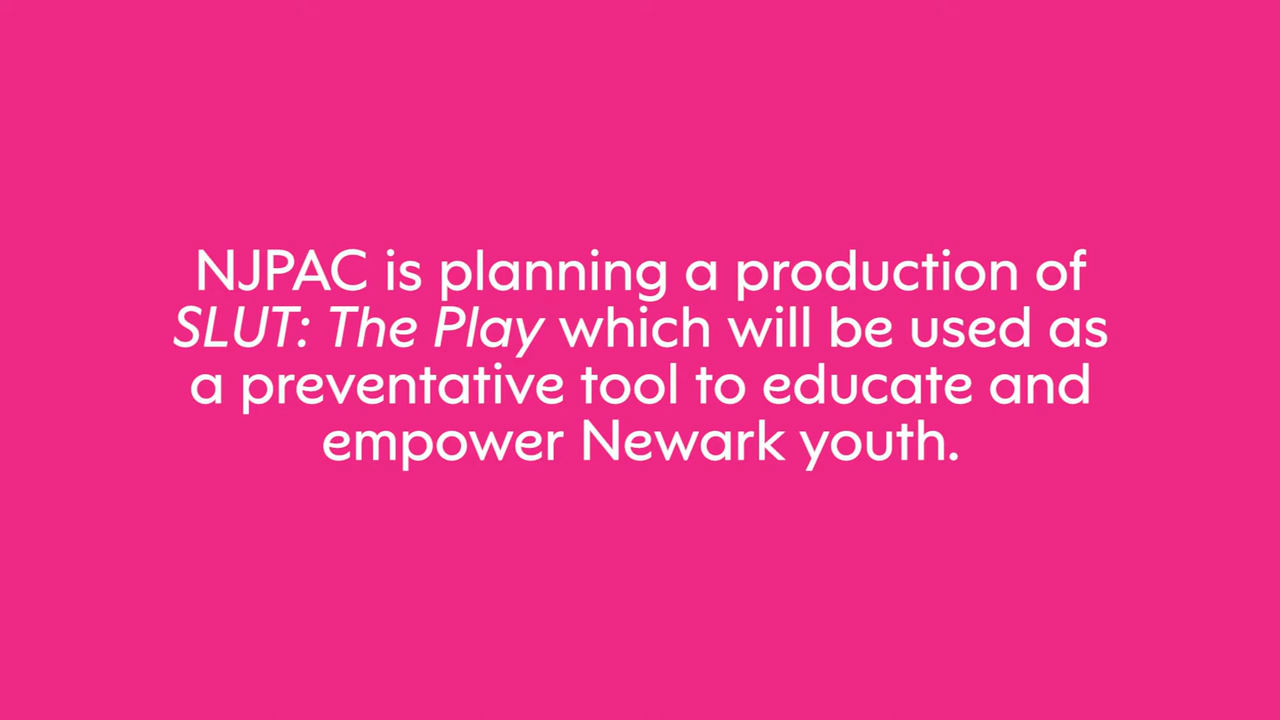 NJPAC is planning a production of
SLUT: The Play which will be used as
a preventative tool to educate and
empower Newark youth.